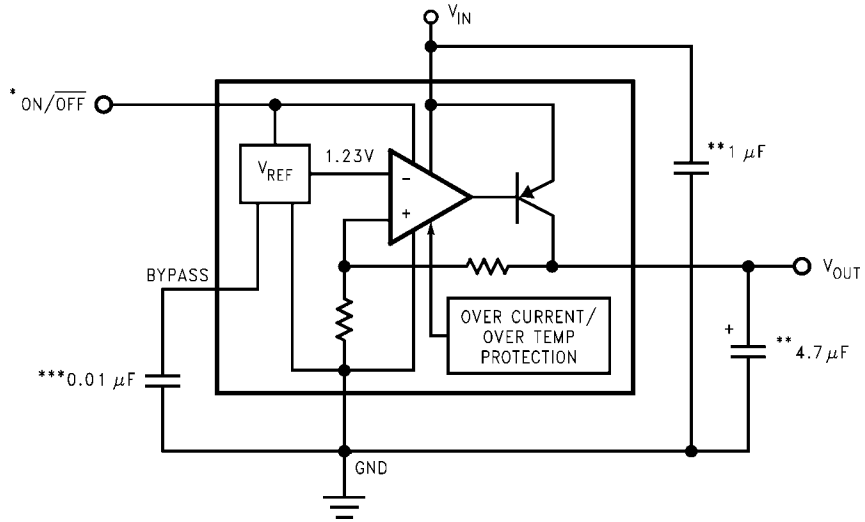 V_IN
*ON/O̅F̅F̅
V_REF
1.23V
−
+
**1 μF
BYPASS
V_OUT
OVER CURRENT/
OVER TEMP
PROTECTION
+
**4.7 μF
***0.01 μF
GND